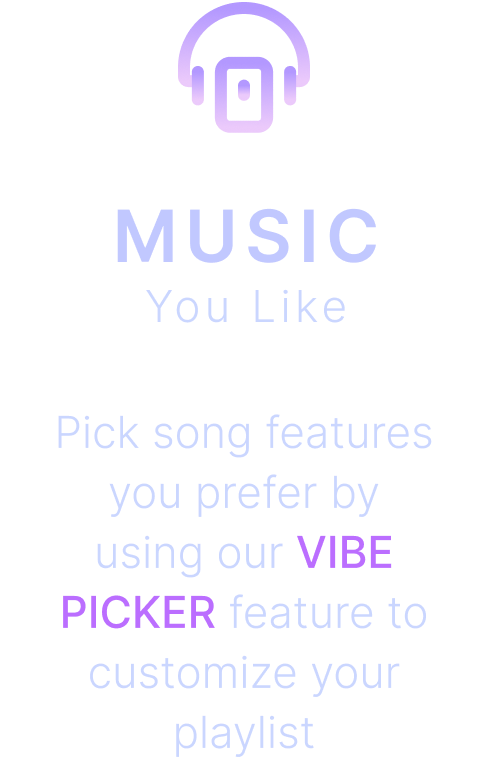 MUSIC
You Like
Pick song features
you prefer by
using our VIBE
PICKER feature to
customize your
playlist